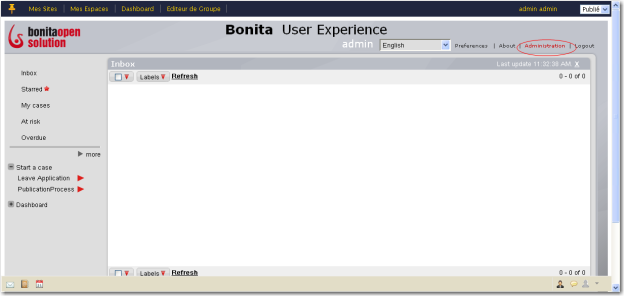 Mes Sites | Mes Espaces | Dashboard | Editeur de Groupe | admin admin Publié
bonitaopen
solution
Bonita User Experience
admin English Preferences | About | Administration | Logout
Inbox Last update 11:32:38 AM X
Labels Refresh 0 - 0 of 0
Inbox
Starred
My cases
At risk
Overdue
more
Start a case
Leave Application
PublicationProcess
Dashboard
Labels Refresh 0 - 0 of 0